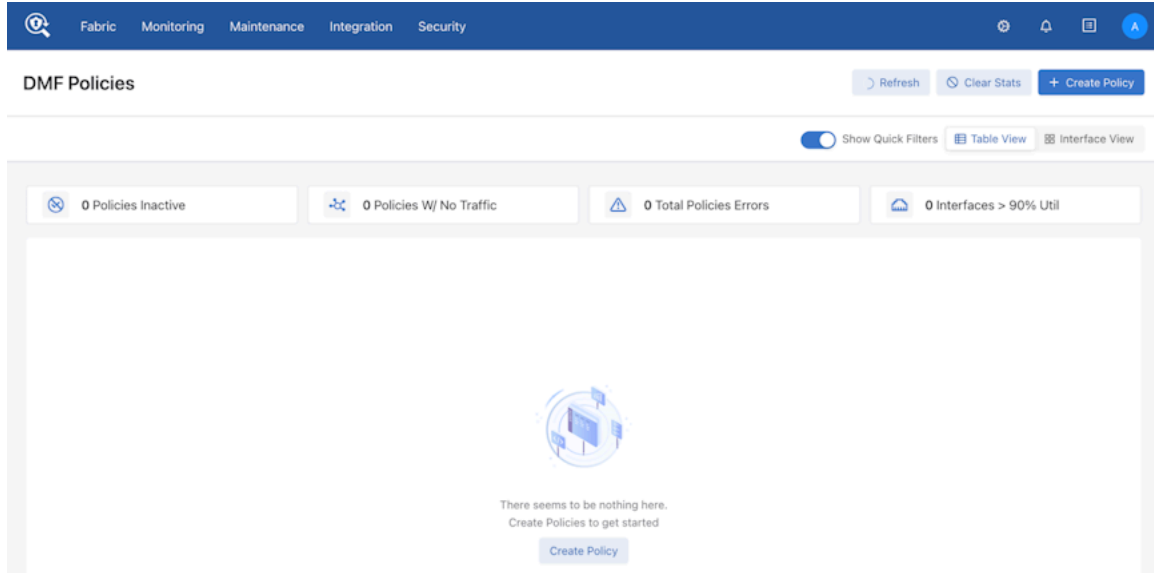 Fabric Monitoring Maintenance Integration Security A
DMF Policies Refresh Clear Stats + Create Policy
Show Quick Filters Table View Interface View
0 Policies Inactive 0 Policies W/ No Traffic 0 Total Policies Errors 0 Interfaces > 90% Util
There seems to be nothing here.
Create Policies to get started
Create Policy